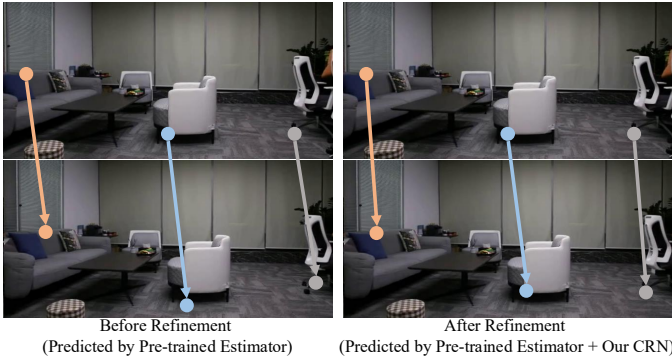 Before Refinement
(Predicted by Pre-trained Estimator)
After Refinement
(Predicted by Pre-trained Estimator + Our CRN)